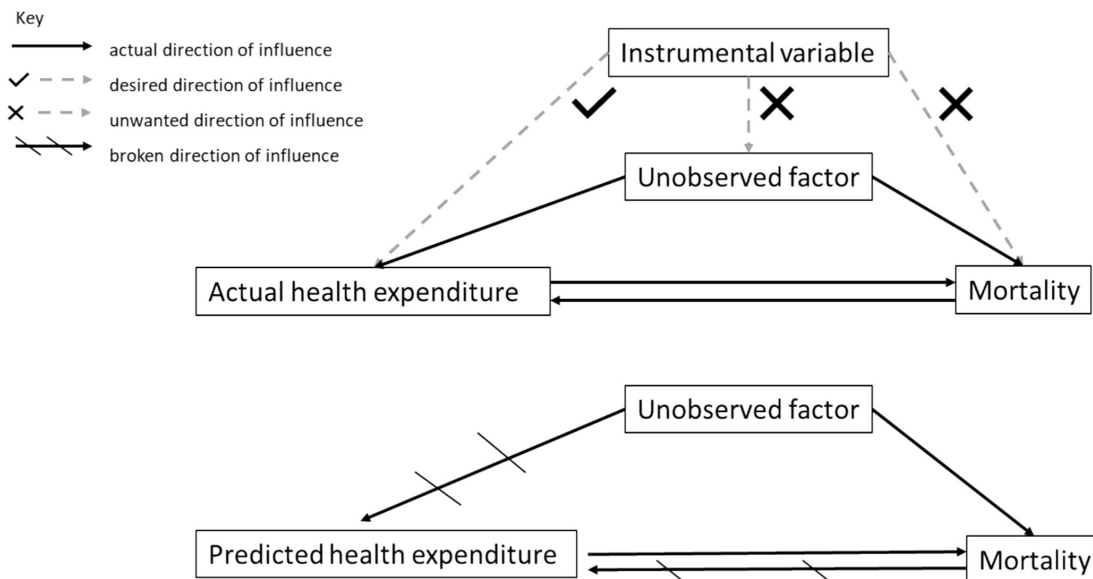 Key
actual direction of influence
desired direction of influence
unwanted direction of influence
broken direction of influence
Instrumental variable
Unobserved factor
Actual health expenditure
Mortality
Unobserved factor
Predicted health expenditure
Mortality